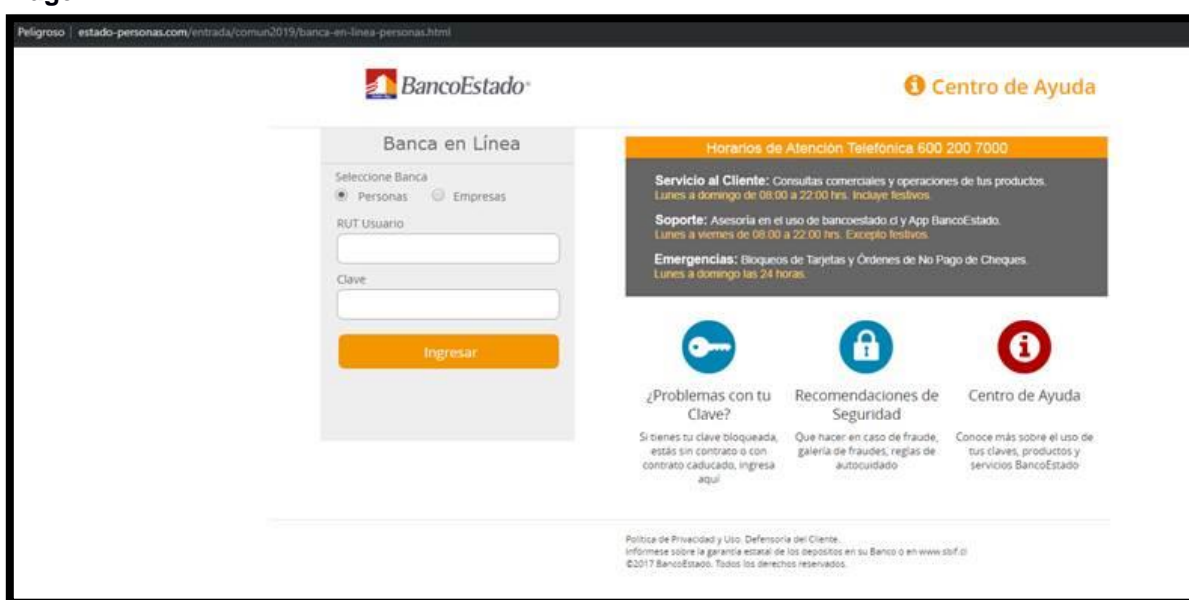 Peligroso | estado-personas.com/entrada/comun2019/banca-en-linea-personas.html
BancoEstado
Centro de Ayuda
Banca en Línea
Seleccione Banca
Personas Empresas
RUT Usuario
Clave
Ingresar
Horarios de Atención Telefónica 600 200 7000
Servicio al Cliente: Consultas comerciales y operaciones de tus productos.
Lunes a domingo de 08:00 a 22:00 hrs. Incluye festivos.
Soporte: Asesoría en el uso de bancoestado.cl y App BancoEstado.
Lunes a viernes de 08:00 a 22:00 hrs. Excepto festivos.
Emergencias: Bloqueos de Tarjetas y Órdenes de No Pago de Cheques.
Lunes a domingo las 24 horas.
¿Problemas con tu
Clave?
Si tienes tu clave bloqueada,
estás sin contrato o con
contrato caducado, ingresa
aquí
Recomendaciones de
Seguridad
Que hacer en caso de fraude,
galería de fraudes, reglas de
autocuidado
Centro de Ayuda
Conoce más sobre el uso de
tus claves, productos y
servicios BancoEstado
Política de Privacidad y Uso. Defensoría del Cliente.
Infórmese sobre la garantía estatal de los depósitos en su Banco o en www.sbif.cl
©2017 BancoEstado. Todos los derechos reservados.